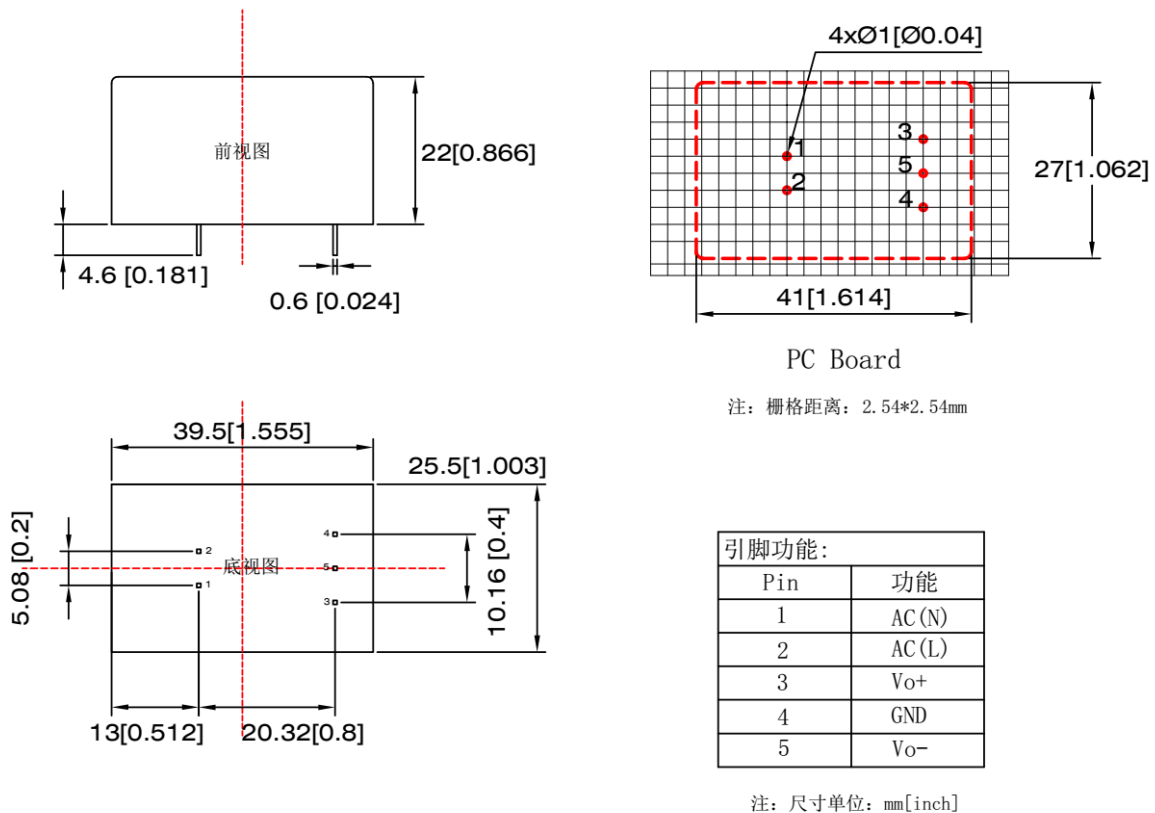 4xØ1[Ø0.04]
前视图
22[0.866]
4.6 [0.181]
0.6 [0.024]
1
2
3
5
4
27[1.062]
41[1.614]
PC Board
注: 栅格距离: 2.54*2.54mm
39.5[1.555]
25.5[1.003]
5.08 [0.2]
2
1
底视图
4
5
3
10.16 [0.4]
13[0.512]
20.32[0.8]
引脚功能:
Pin 功能
1 AC(N)
2 AC(L)
3 Vo+
4 GND
5 Vo-
注: 尺寸单位: mm[inch]